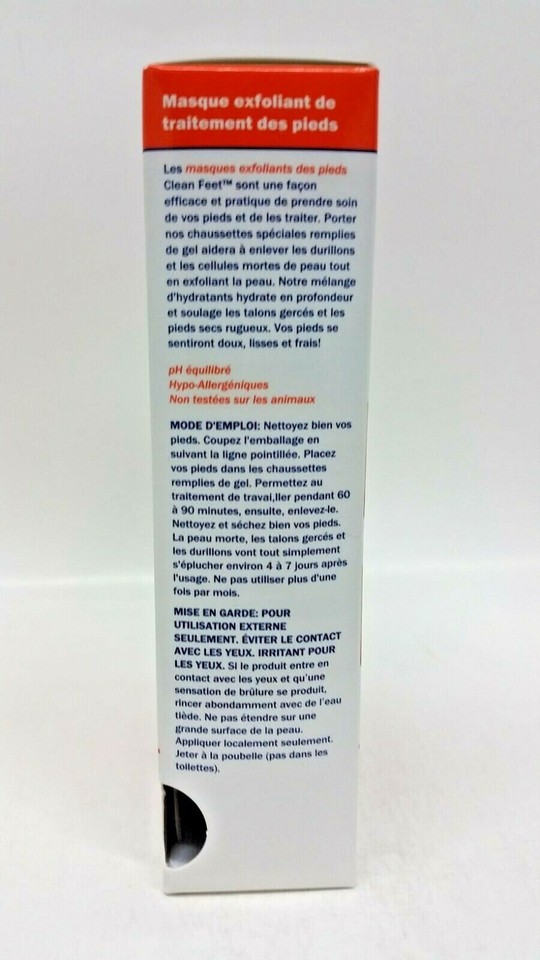 Masque exfoliant de
traitement des pieds
Les masques exfoliants des pieds
Clean Feet™ sont une façon
efficace et pratique de prendre soin
de vos pieds et de les traiter. Porter
nos chaussettes spéciales remplies
de gel aidera à enlever les durillons
et les cellules mortes de peau tout
en exfoliant la peau. Notre mélange
d'hydratants hydrate en profondeur
et soulage les talons gercés et les
pieds secs rugueux. Vos pieds se
sentiront doux, lisses et frais!
pH équilibré
Hypo-Allergéniques
Non testées sur les animaux
MODE D'EMPLOI: Nettoyez bien vos
pieds. Coupez l'emballage en
suivant la ligne pointillée. Placez
vos pieds dans les chaussettes
remplies de gel. Permettez au
traitement de travai,ller pendant 60
à 90 minutes, ensuite, enlevez-le.
Nettoyez et séchez bien vos pieds.
La peau morte, les talons gercés et
les durillons vont tout simplement
s'éplucher environ 4 à 7 jours après
l'usage. Ne pas utiliser plus d'une
fois par mois.
MISE EN GARDE: POUR
UTILISATION EXTERNE
SEULEMENT. ÉVITER LE CONTACT
AVEC LES YEUX. IRRITANT POUR
LES YEUX. Si le produit entre en
contact avec les yeux et qu'une
sensation de brûlure se produit,
rincer abondamment avec de l'eau
tiède. Ne pas étendre sur une
grande surface de la peau.
Appliquer localement seulement.
Jeter à la poubelle (pas dans les
toilettes).